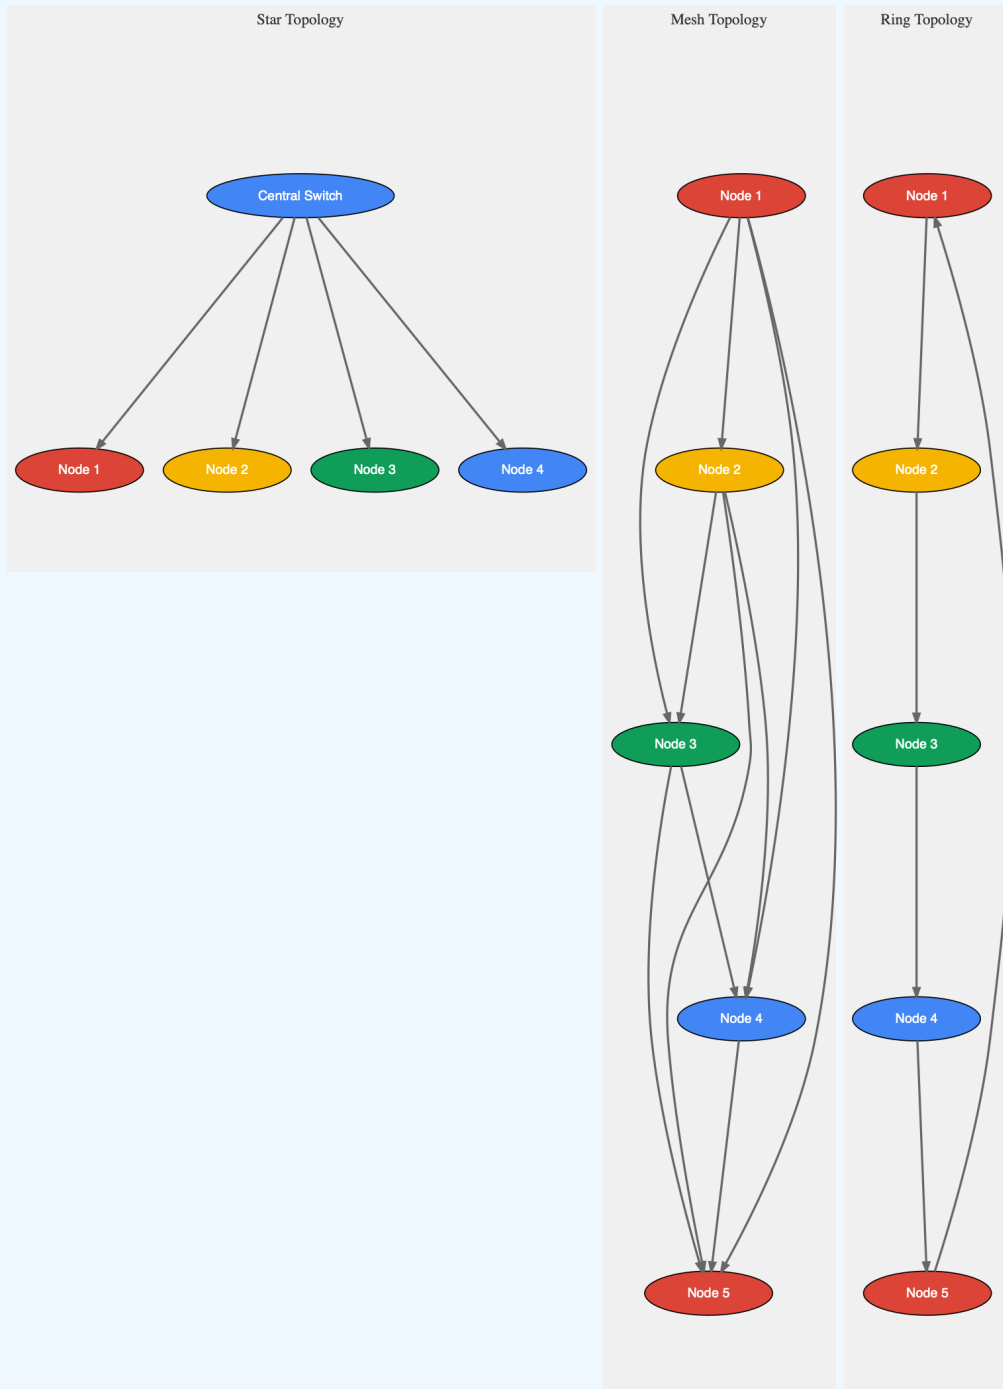 Star Topology
Central Switch
Node 1
Node 2
Node 3
Node 4
Mesh Topology
Node 1
Node 2
Node 3
Node 4
Node 5
Ring Topology
Node 1
Node 2
Node 3
Node 4
Node 5